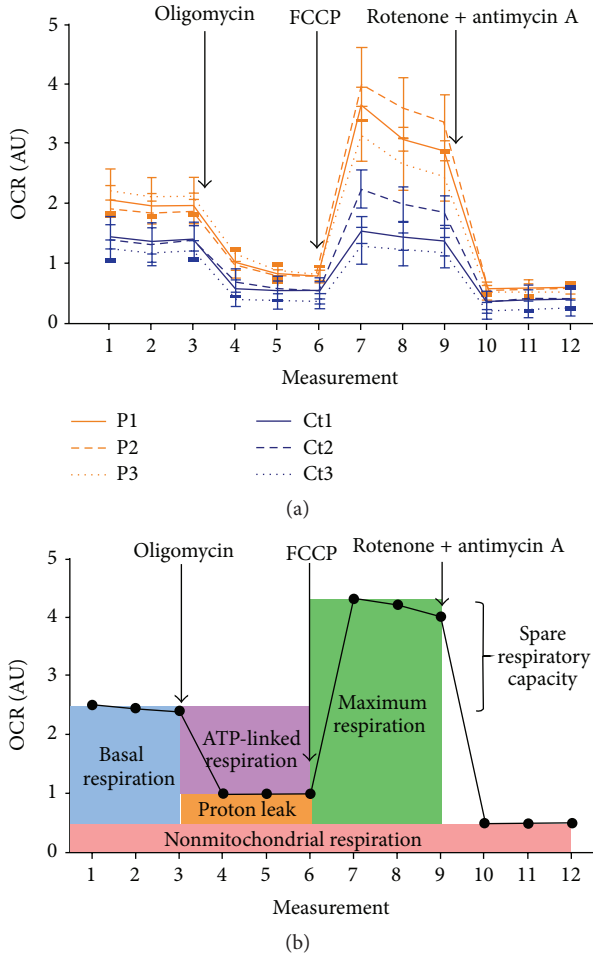 Oligomycin
FCCP
Rotenone + antimycin A
5
4
3
2
1
0
OCR (AU)
1 2 3 4 5 6 7 8 9 10 11 12
Measurement
P1
P2
P3
Ct1
Ct2
Ct3
(a)
Oligomycin
FCCP
Rotenone + antimycin A
5
4
3
2
1
0
OCR (AU)
Spare
respiratory
capacity
Maximum
respiration
ATP-linked
respiration
Basal
respiration
Proton leak
Nonmitochondrial respiration
1 2 3 4 5 6 7 8 9 10 11 12
Measurement
(b)